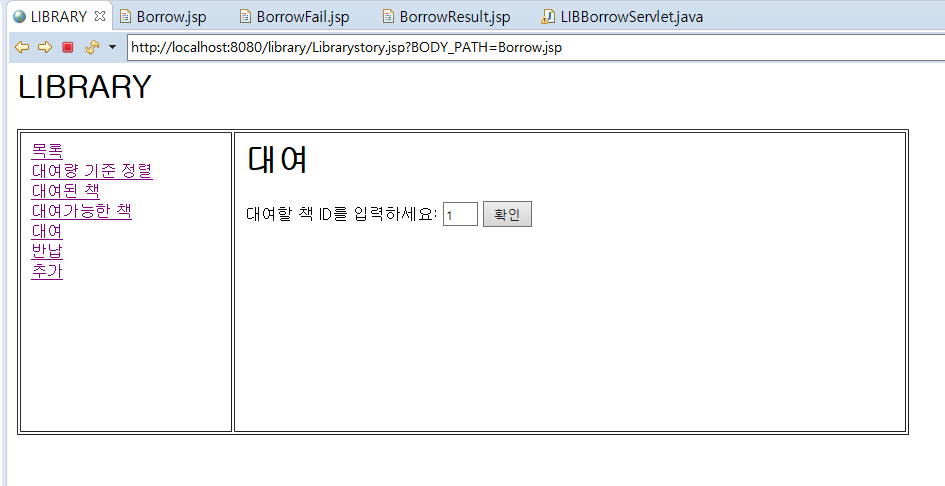 LIBRARY Borrow.jsp BorrowFail.jsp BorrowResult.jsp LIBBorrowServlet.java
http://localhost:8080/library/Librarystory.jsp?BODY_PATH=Borrow.jsp
LIBRARY
목록
대여량 기준 정렬
대여된 책
대여가능한 책
대여
반납
추가
대여
대여할 책 ID를 입력하세요: 1 확인